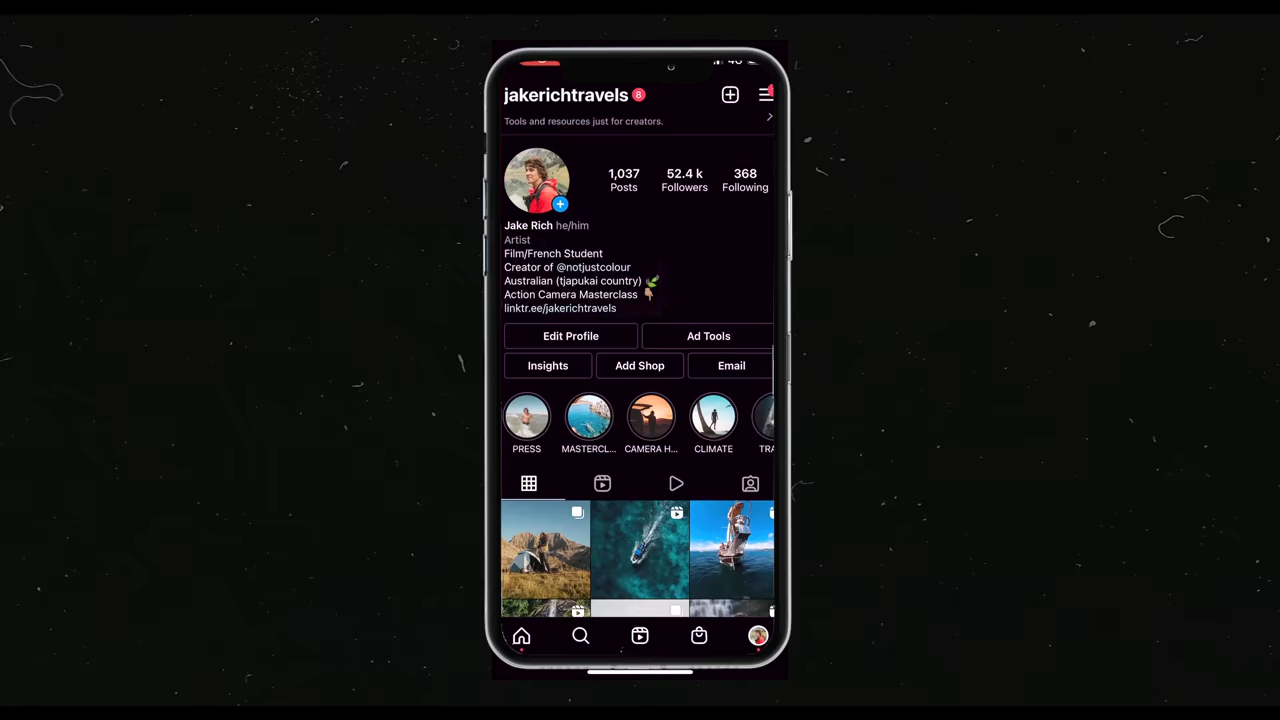 jakerichtravels 8
Tools and resources just for creators.
1,037 52.4 k 368
Posts Followers Following
Jake Rich he/him
Artist
Film/French Student
Creator of @notjustcolour
Australian (tjapukai country)
Action Camera Masterclass
linktr.ee/jakerichtravels
Edit Profile Ad Tools
Insights Add Shop Email
PRESS MASTERCL... CAMERA H... CLIMATE TRA